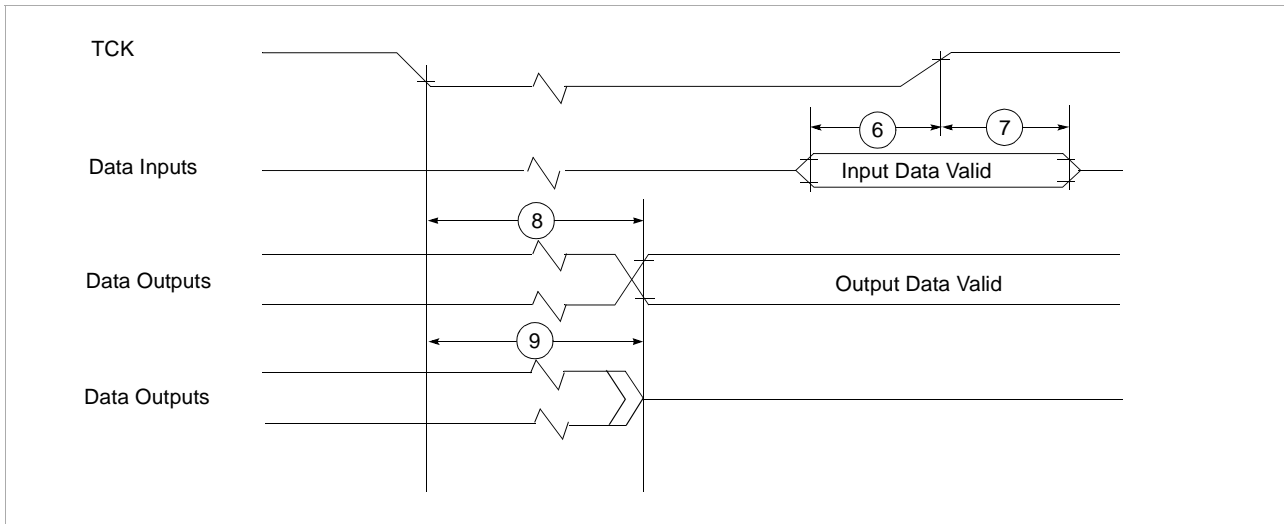 TCK
6
7
Data Inputs
Input Data Valid
8
Data Outputs
Output Data Valid
9
Data Outputs